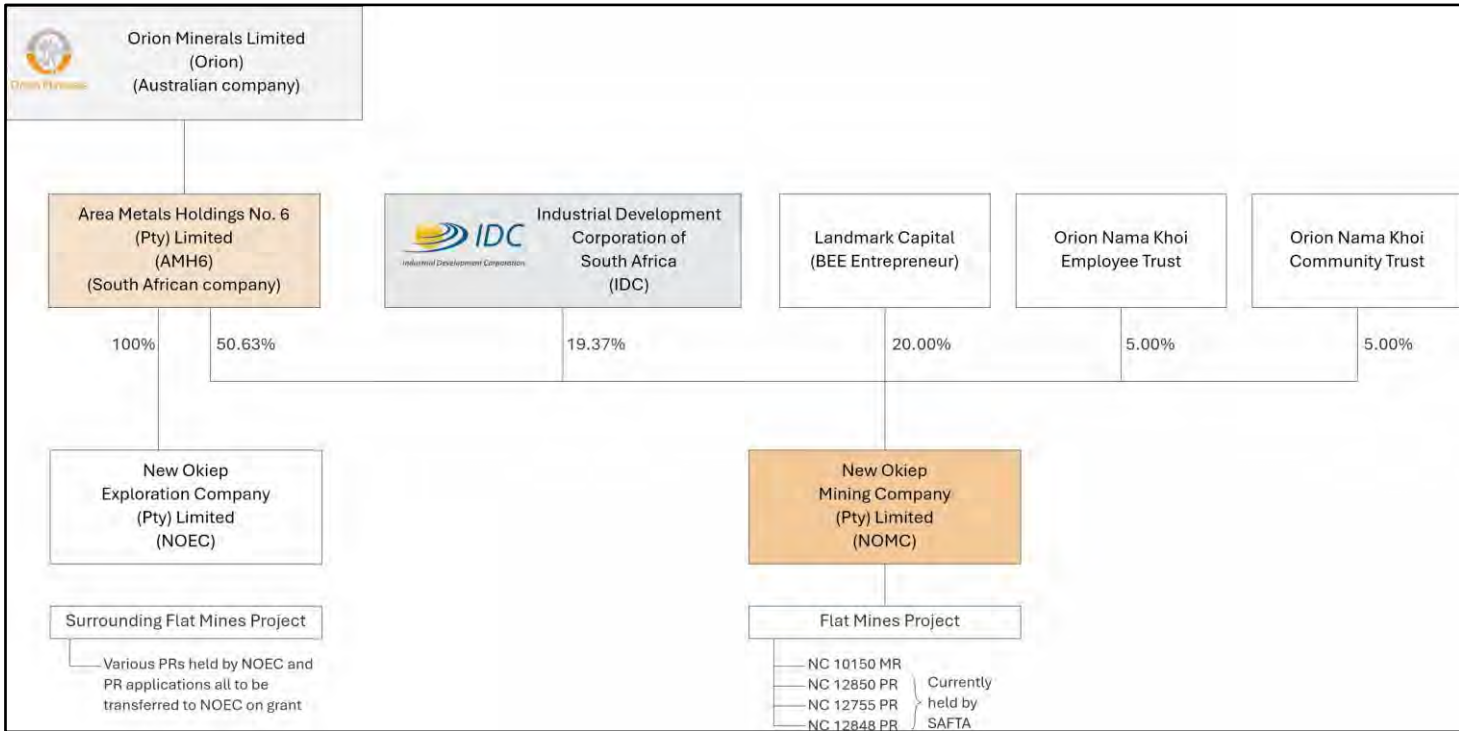 Orion Minerals
Orion Minerals Limited
(Orion)
(Australian company)
Area Metals Holdings No. 6
(Pty) Limited
(AMH6)
(South African company)
IDC
Industrial Development Corporation
Industrial Development
Corporation of
South Africa
(IDC)
Landmark Capital
(BEE Entrepreneur)
Orion Nama Khoi
Employee Trust
Orion Nama Khoi
Community Trust
100%
50.63%
19.37%
20.00%
5.00%
5.00%
New Okiep
Exploration Company
(Pty) Limited
(NOEC)
New Okiep
Mining Company
(Pty) Limited
(NOMC)
Surrounding Flat Mines Project
Various PRs held by NOEC and
PR applications all to be
transferred to NOEC on grant
Flat Mines Project
NC 10150 MR
NC 12850 PR
NC 12755 PR
NC 12848 PR
Currently
held by
SAFTA